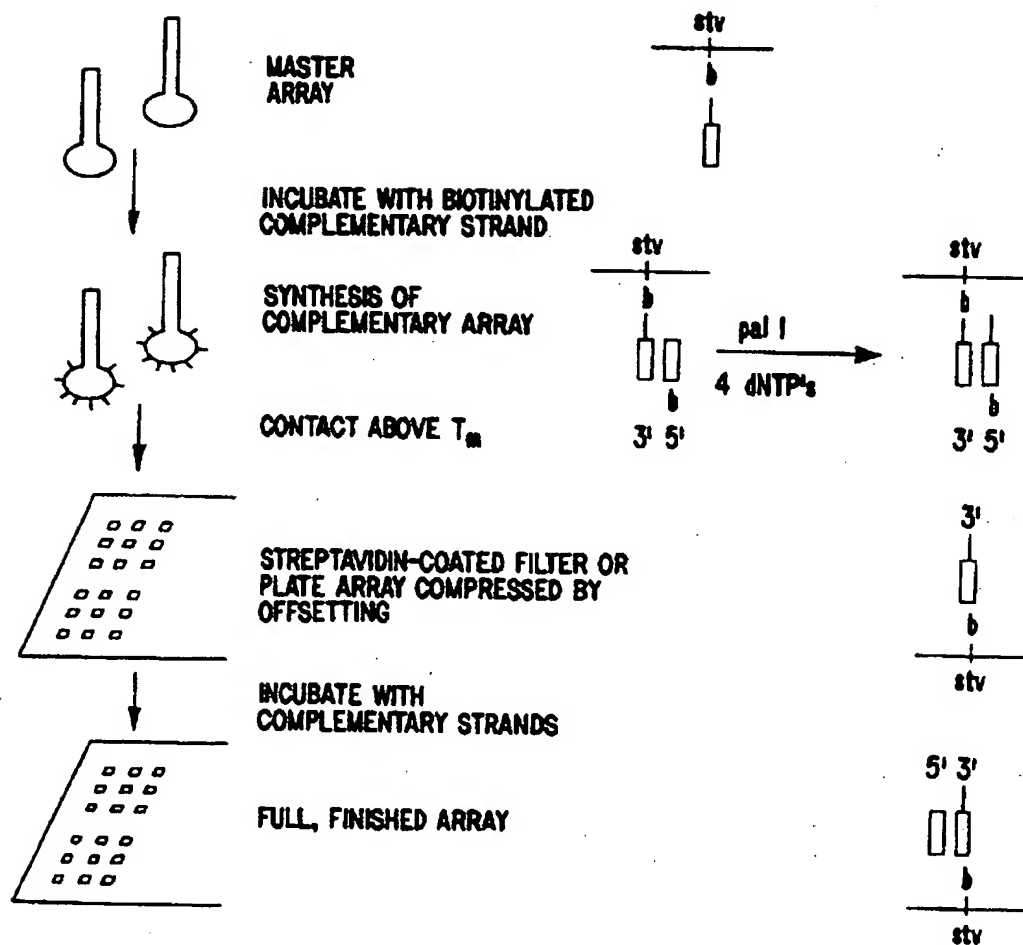 MASTER
ARRAY
stv
b
INCUBATE WITH BIOTINYLATED
COMPLEMENTARY STRAND
SYNTHESIS OF
COMPLEMENTARY ARRAY
stv
b
b
3' 5'
pal I
4 dNTP's
stv
b
b
3' 5'
CONTACT ABOVE Tm
STREPTAVIDIN-COATED FILTER OR
PLATE ARRAY COMPRESSED BY
OFFSETTING
3'
b
stv
INCUBATE WITH
COMPLEMENTARY STRANDS
FULL, FINISHED ARRAY
5' 3'
b
stv